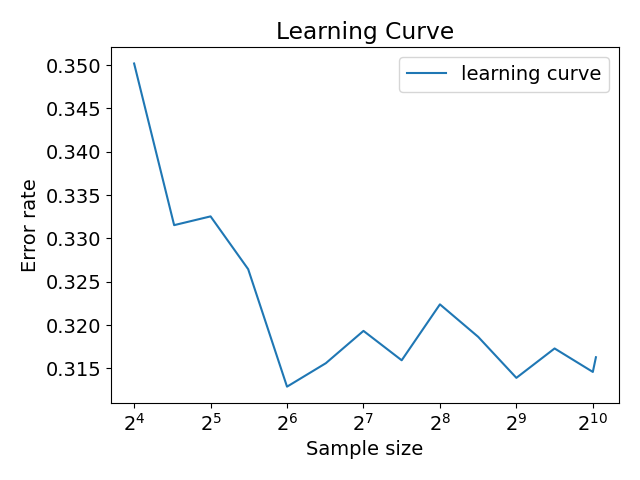 Learning Curve
learning curve
Error rate
0.350
0.345
0.340
0.335
0.330
0.325
0.320
0.315
2⁴ 2⁵ 2⁶ 2⁷ 2⁸ 2⁹ 2¹⁰
Sample size